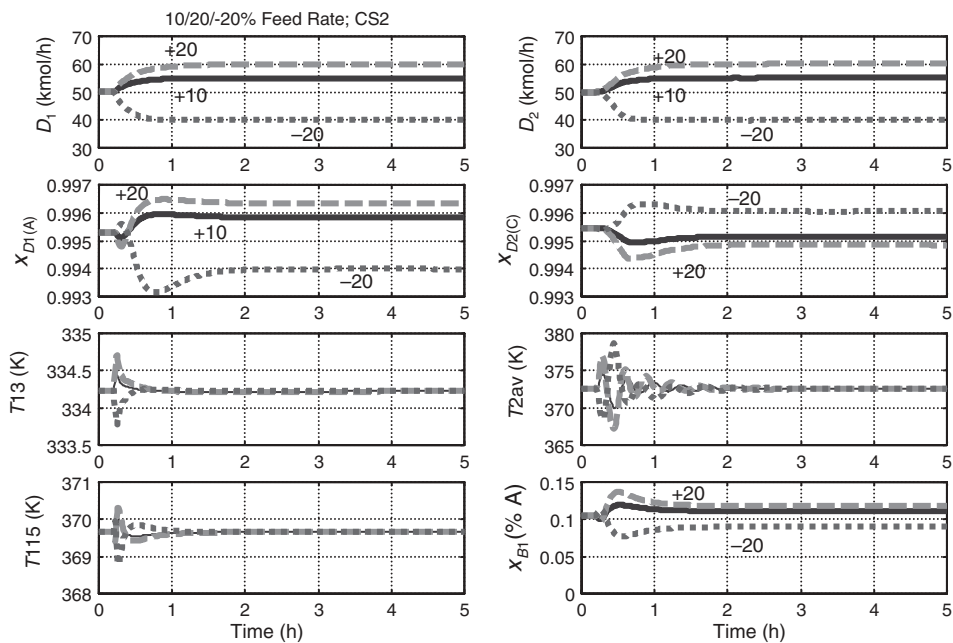 10/20/-20% Feed Rate; CS2
D1 (kmol/h)
70
60
50
40
30
+20
+10
−20
0 1 2 3 4 5
D2 (kmol/h)
70
60
50
40
30
+20
+10
−20
0 1 2 3 4 5
xD1(A)
0.997
0.996
0.995
0.994
0.993
+20
+10
−20
0 1 2 3 4 5
xD2(C)
0.997
0.996
0.995
0.994
0.993
−20
+10
+20
0 1 2 3 4 5
T13 (K)
335
334.5
334
333.5
0 1 2 3 4 5
T2av (K)
380
375
370
365
0 1 2 3 4 5
T115 (K)
371
370
369
368
0 1 2 3 4 5
Time (h)
xB1(% A)
0.15
0.1
0.05
0
+20
−20
0 1 2 3 4 5
Time (h)